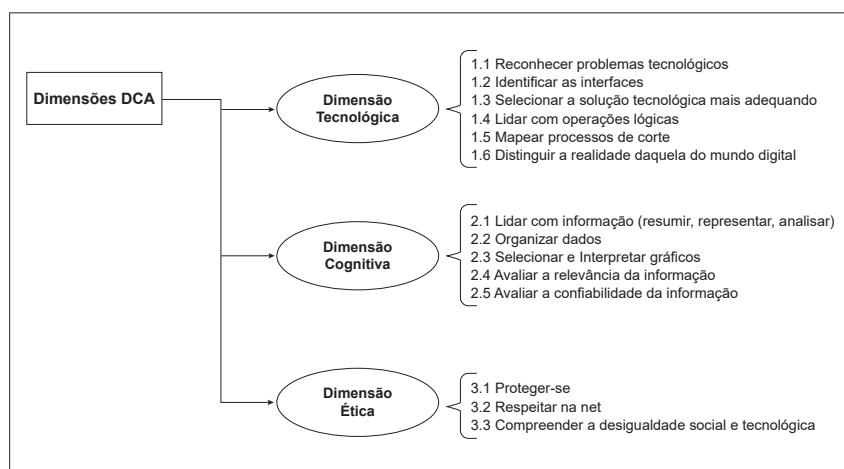 Dimensões DCA
Dimensão
Tecnológica
1.1 Reconhecer problemas tecnológicos
1.2 Identificar as interfaces
1.3 Selecionar a solução tecnológica mais adequando
1.4 Lidar com operações lógicas
1.5 Mapear processos de corte
1.6 Distinguir a realidade daquela do mundo digital
Dimensão
Cognitiva
2.1 Lidar com informação (resumir, representar, analisar)
2.2 Organizar dados
2.3 Selecionar e Interpretar gráficos
2.4 Avaliar a relevância da informação
2.5 Avaliar a confiabilidade da informação
Dimensão
Ética
3.1 Proteger-se
3.2 Respeitar na net
3.3 Compreender a desigualdade social e tecnológica